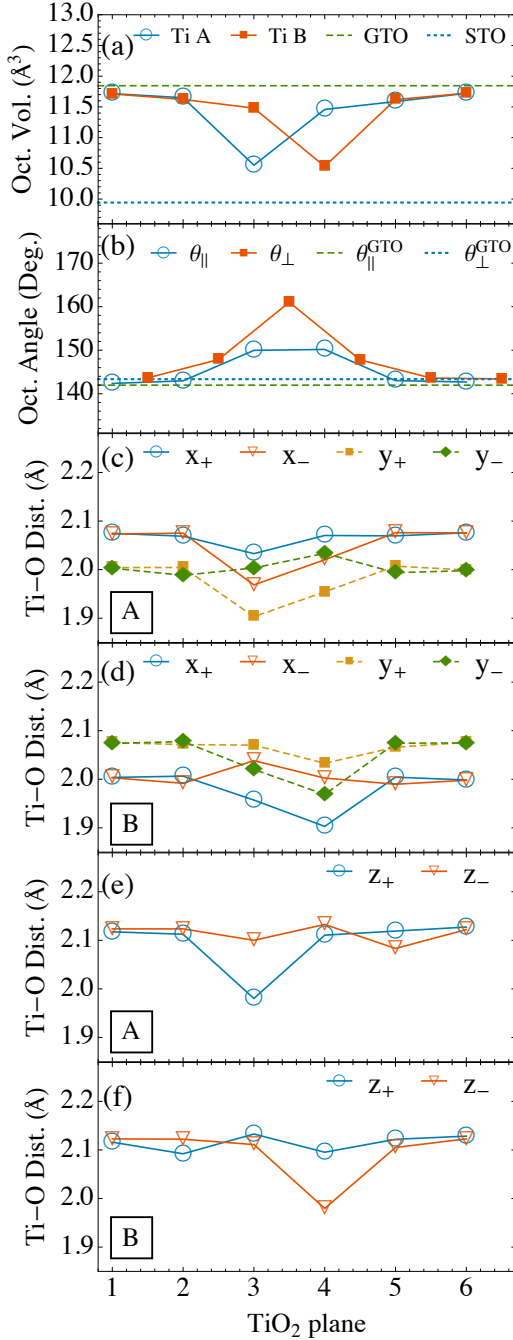 13.0
12.5
12.0
11.5
11.0
10.5
10.0
Oct. Vol. (Å³)
(a)
Ti A Ti B GTO STO
170
160
150
140
Oct. Angle (Deg.)
(b)
θ∥ θ⊥ θ∥^GTO θ⊥^GTO
2.2
2.1
2.0
1.9
Ti−O Dist. (Å)
(c)
x₊ x₋ y₊ y₋
A
2.2
2.1
2.0
1.9
Ti−O Dist. (Å)
(d)
x₊ x₋ y₊ y₋
B
2.2
2.1
2.0
1.9
Ti−O Dist. (Å)
(e)
z₊ z₋
A
2.2
2.1
2.0
1.9
Ti−O Dist. (Å)
(f)
z₊ z₋
B
1 2 3 4 5 6
TiO₂ plane